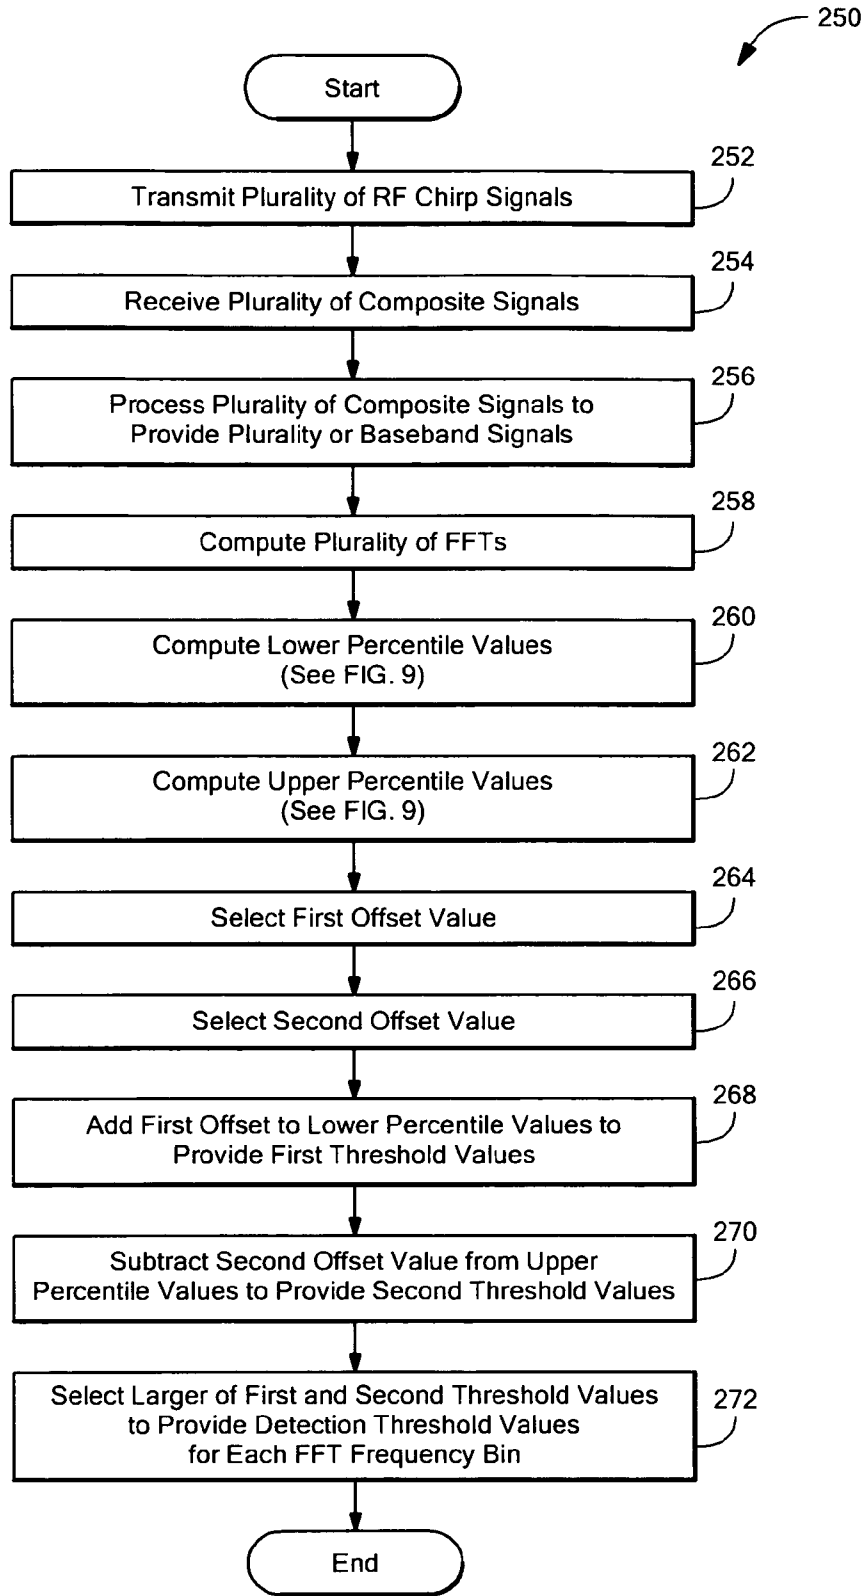 250
Start
252
Transmit Plurality of RF Chirp Signals
254
Receive Plurality of Composite Signals
256
Process Plurality of Composite Signals to
Provide Plurality or Baseband Signals
258
Compute Plurality of FFTs
260
Compute Lower Percentile Values
(See FIG. 9)
262
Compute Upper Percentile Values
(See FIG. 9)
264
Select First Offset Value
266
Select Second Offset Value
268
Add First Offset to Lower Percentile Values to
Provide First Threshold Values
270
Subtract Second Offset Value from Upper
Percentile Values to Provide Second Threshold Values
272
Select Larger of First and Second Threshold Values
to Provide Detection Threshold Values
for Each FFT Frequency Bin
End